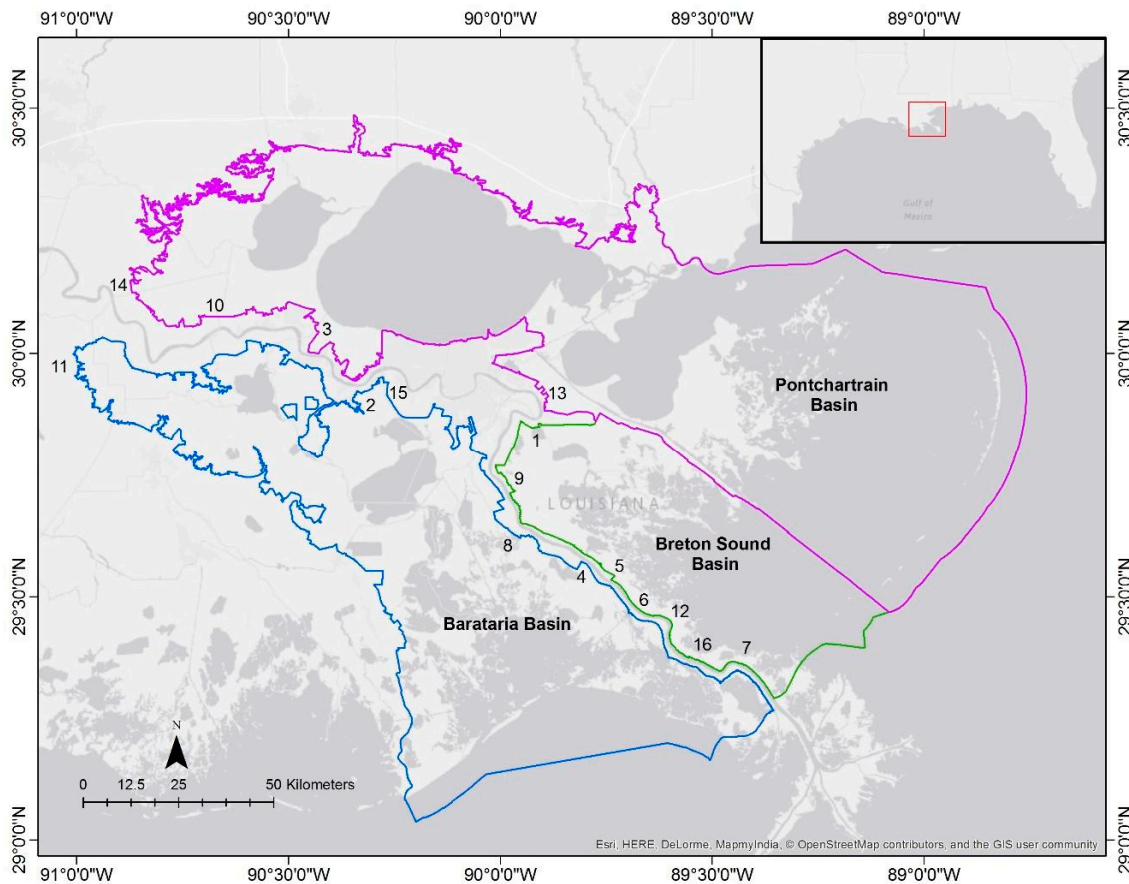 91°0'0"W 90°30'0"W 90°0'0"W 89°30'0"W 89°0'0"W
30°30'0"N 30°30'0"N
Gulf of
Mexico
14
10
3
30°0'0"N 30°0'0"N
11
2
15
13
Pontchartrain
Basin
1
9
LOUISIANA
8
Breton Sound
Basin
4
5
29°30'0"N 29°30'0"N
6
12
Barataria Basin
16
7
N
0 12.5 25 50 Kilometers
Esri, HERE, DeLorme, MapmyIndia, © OpenStreetMap contributors, and the GIS user community
29°0'0"N 29°0'0"N
91°0'0"W 90°30'0"W 90°0'0"W 89°30'0"W 89°0'0"W